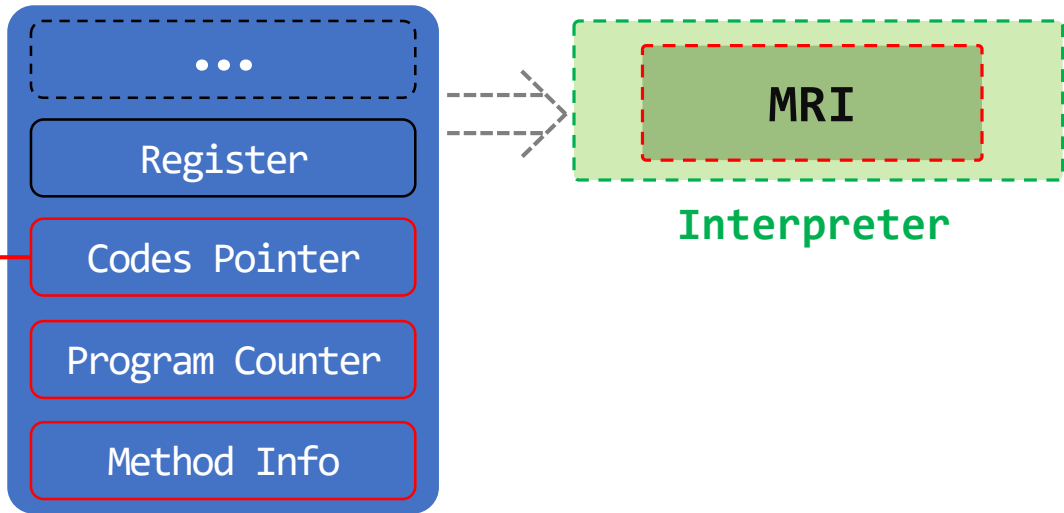 ...
MRI
Register
Interpreter
Codes Pointer
Program Counter
Method Info